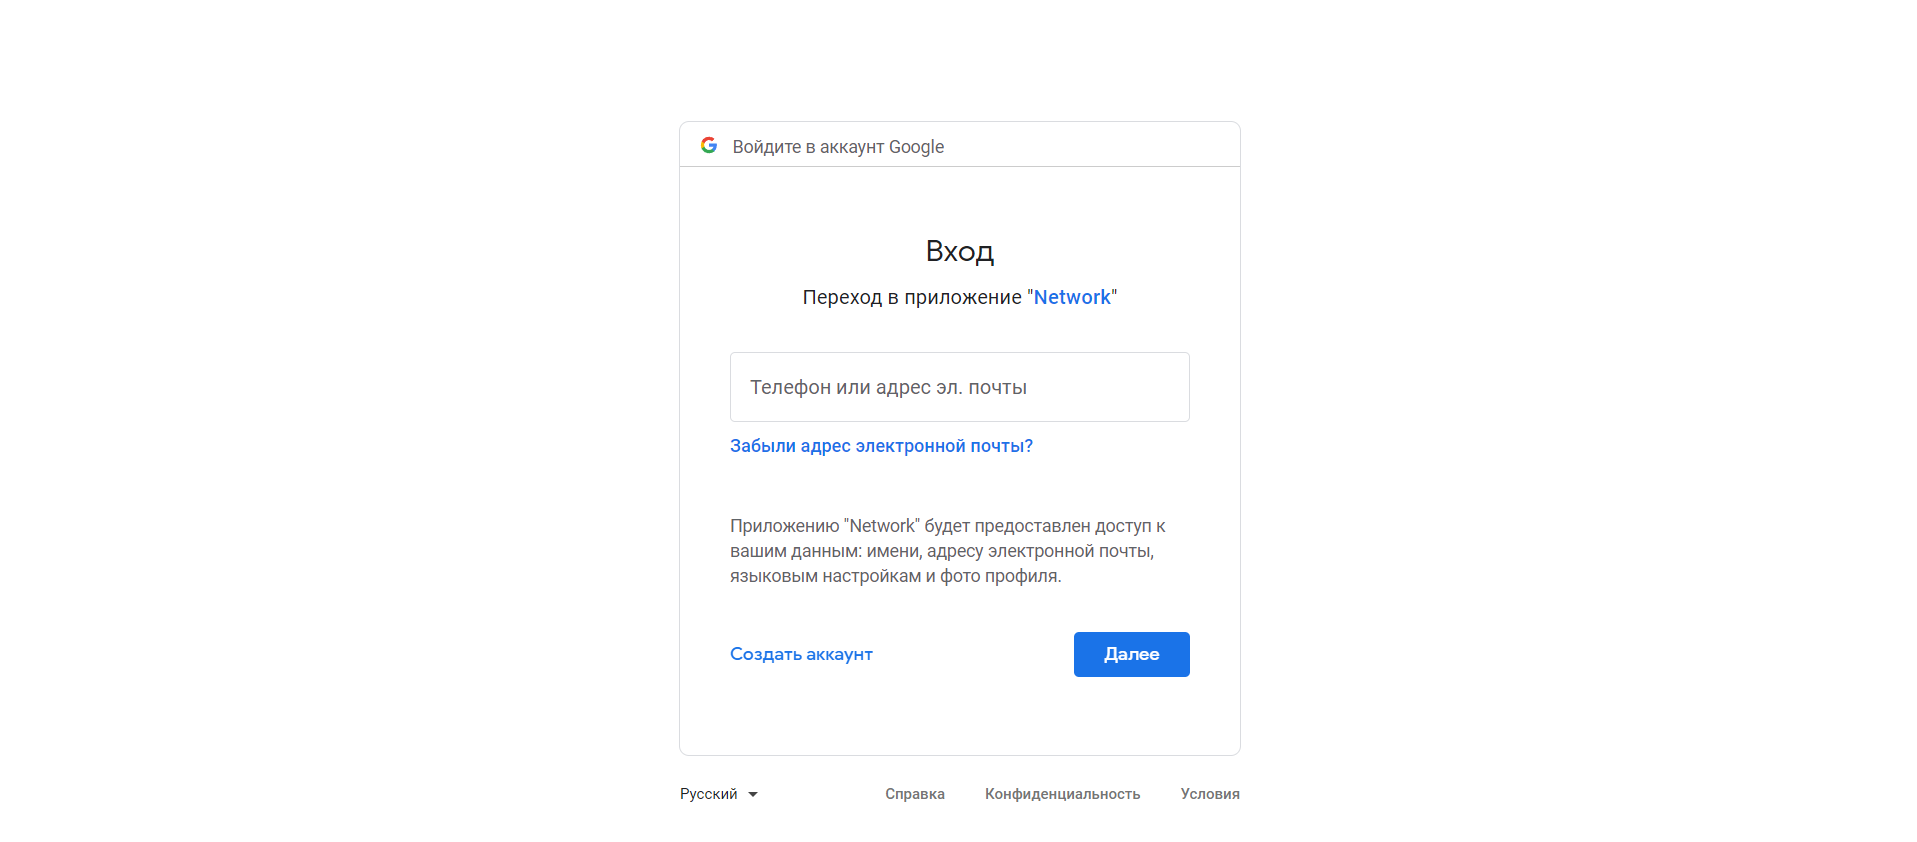 Войдите в аккаунт Google
Вход
Переход в приложение "Network"
Телефон или адрес эл. почты
Забыли адрес электронной почты?
Приложению "Network" будет предоставлен доступ к
вашим данным: имени, адресу электронной почты,
языковым настройкам и фото профиля.
Создать аккаунт
Далее
Русский
Справка
Конфиденциальность
Условия